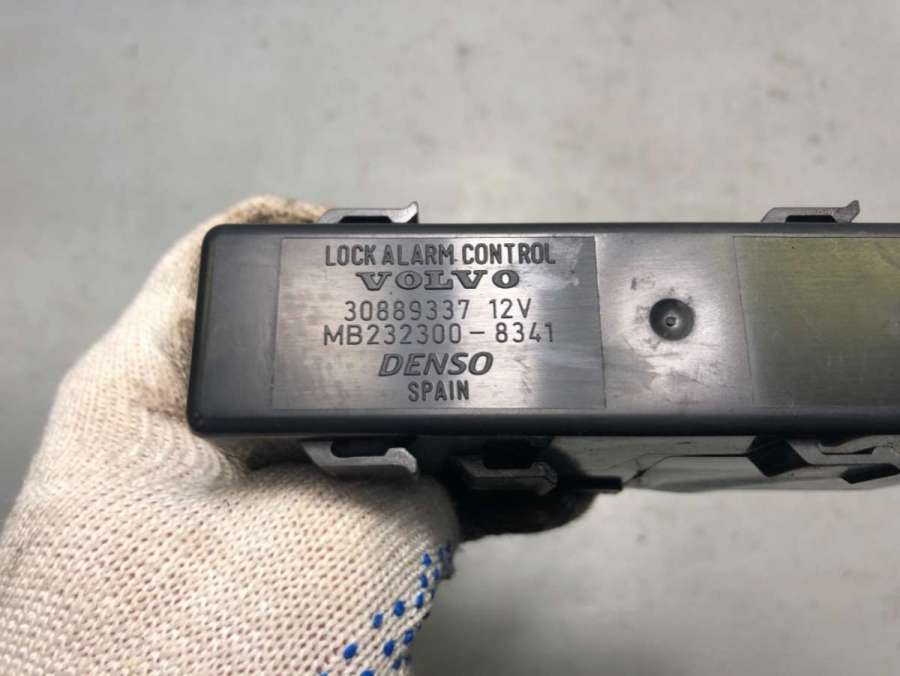 LOCK ALARM CONTROL
VOLVO
30889337 12V
MB232300-8341
DENSO
SPAIN